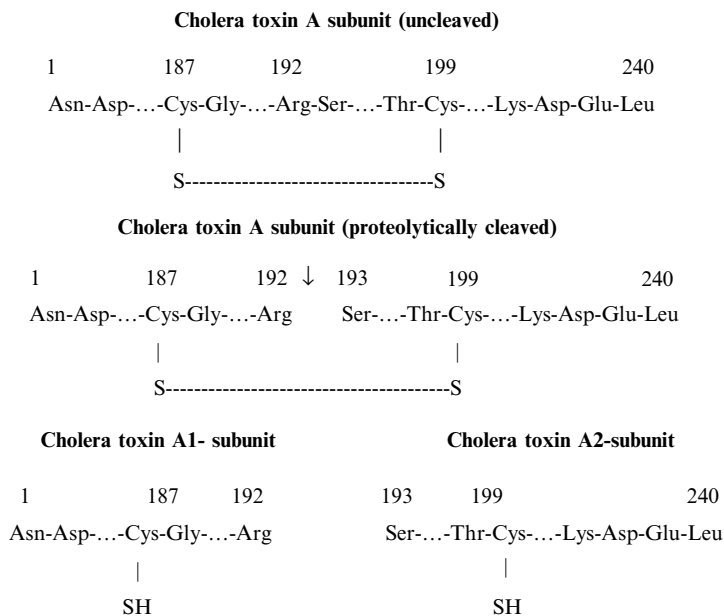 Cholera toxin A subunit (uncleaved)
1 187 192 199 240
Asn-Asp-…-Cys-Gly-…-Arg-Ser-…-Thr-Cys-…-Lys-Asp-Glu-Leu
| |
S------------------------------------S
Cholera toxin A subunit (proteolytically cleaved)
1 187 192 ↓ 193 199 240
Asn-Asp-…-Cys-Gly-…-Arg Ser-…-Thr-Cys-…-Lys-Asp-Glu-Leu
| |
S----------------------------------------S
Cholera toxin A1- subunit Cholera toxin A2-subunit
1 187 192 193 199 240
Asn-Asp-…-Cys-Gly-…-Arg Ser-…-Thr-Cys-…-Lys-Asp-Glu-Leu
| |
SH SH